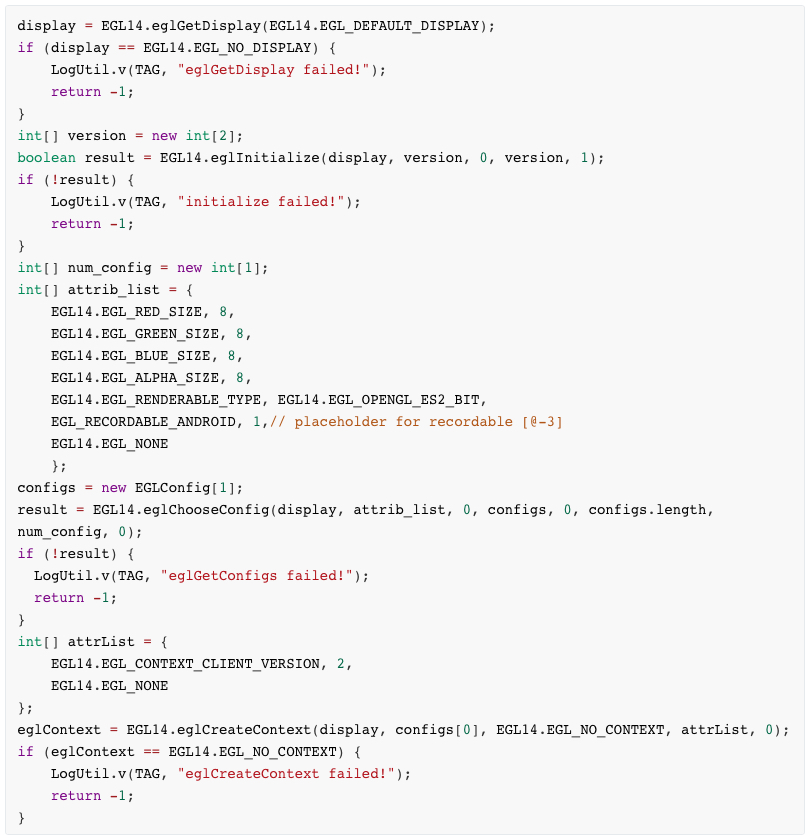 display = EGL14.eglGetDisplay(EGL14.EGL_DEFAULT_DISPLAY);
if (display == EGL14.EGL_NO_DISPLAY) {
    LogUtil.v(TAG, "eglGetDisplay failed!");
    return -1;
}
int[] version = new int[2];
boolean result = EGL14.eglInitialize(display, version, 0, version, 1);
if (!result) {
    LogUtil.v(TAG, "initialize failed!");
    return -1;
}
int[] num_config = new int[1];
int[] attrib_list = {
    EGL14.EGL_RED_SIZE, 8,
    EGL14.EGL_GREEN_SIZE, 8,
    EGL14.EGL_BLUE_SIZE, 8,
    EGL14.EGL_ALPHA_SIZE, 8,
    EGL14.EGL_RENDERABLE_TYPE, EGL14.EGL_OPENGL_ES2_BIT,
    EGL_RECORDABLE_ANDROID, 1,// placeholder for recordable [@-3]
    EGL14.EGL_NONE
    };
configs = new EGLConfig[1];
result = EGL14.eglChooseConfig(display, attrib_list, 0, configs, 0, configs.length,
num_config, 0);
if (!result) {
  LogUtil.v(TAG, "eglGetConfigs failed!");
  return -1;
}
int[] attrList = {
    EGL14.EGL_CONTEXT_CLIENT_VERSION, 2,
    EGL14.EGL_NONE
};
eglContext = EGL14.eglCreateContext(display, configs[0], EGL14.EGL_NO_CONTEXT, attrList, 0);
if (eglContext == EGL14.EGL_NO_CONTEXT) {
    LogUtil.v(TAG, "eglCreateContext failed!");
    return -1;
}